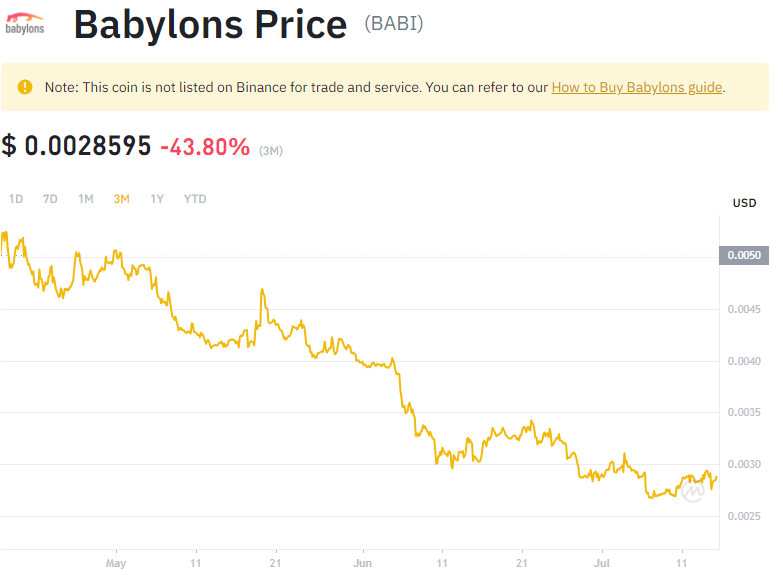 babylons
Babylons Price (BABI)
Note: This coin is not listed on Binance for trade and service. You can refer to our How to Buy Babylons guide.
$ 0.0028595 -43.80% (3M)
1D 7D 1M 3M 1Y YTD
USD
0.0050
0.0045
0.0040
0.0035
0.0030
0.0025
May 11 21 Jun 11 21 Jul 11